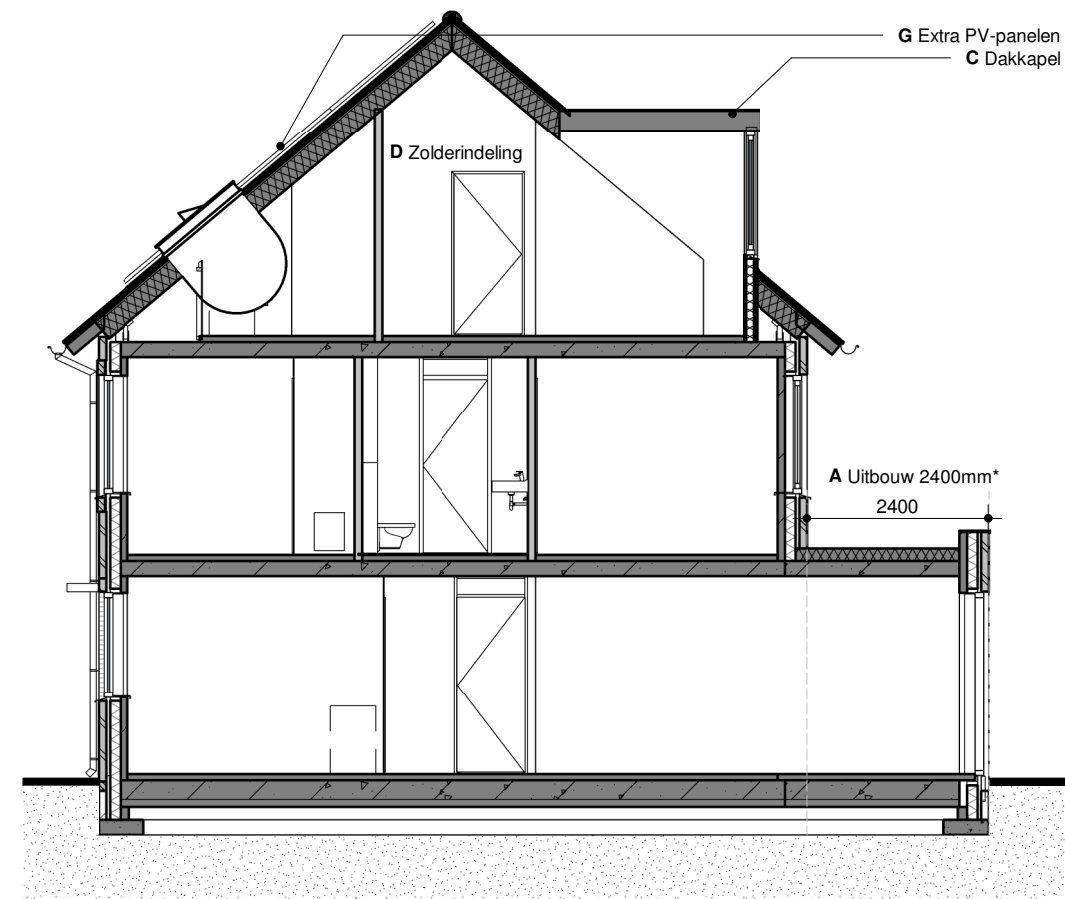 G Extra PV-panelen
C Dakkapel
D Zolderindeling
A Uitbouw 2400mm*
2400